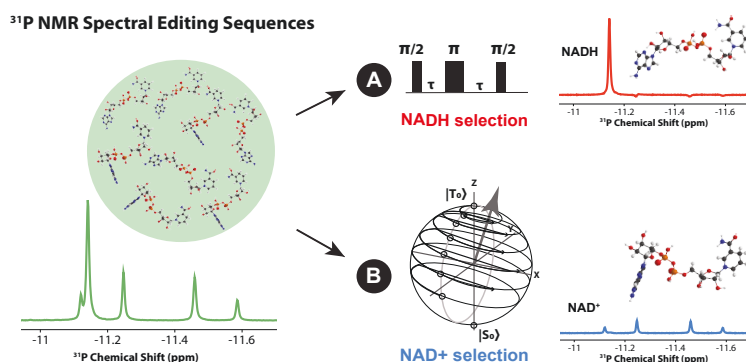 ³¹P NMR Spectral Editing Sequences
-11 -11.2 -11.4 -11.6
³¹P Chemical Shift (ppm)
A
π/2 π π/2
τ τ
NADH selection
NADH
-11 -11.2 -11.4 -11.6
³¹P Chemical Shift (ppm)
B
Z
|T₀⟩
Y
X
|S₀⟩
NAD+ selection
NAD⁺
-11 -11.2 -11.4 -11.6
³¹P Chemical Shift (ppm)